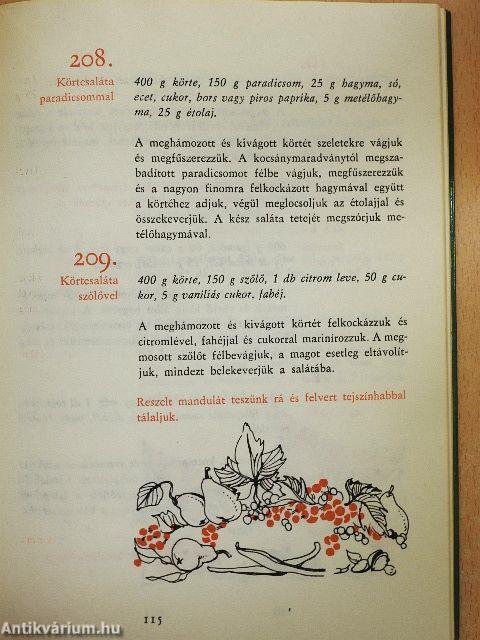 208.
Körtesaláta
paradicsommal
400 g körte, 150 g paradicsom, 25 g hagyma, só,
ecet, cukor, bors vagy piros paprika, 5 g metélőhagy-
ma, 25 g étolaj.
A meghámozott és kivágott körtét szeletekre vágjuk
és megfűszerezzük. A kocsánymaradványtól megsza-
badított paradicsomot félbe vágjuk, megfűszerezzük
és a nagyon finomra felkockázott hagymával együtt
a körtéhez adjuk, végül meglocsoljuk az étolajjal és
összekeverjük. A kész saláta tetejét megszórjuk me-
télőhagymával.
209.
Körtesaláta
szőlővel
400 g körte, 150 g szőlő, 1 db citrom leve, 50 g cu-
kor, 5 g vaníliás cukor, fahéj.
A meghámozott és kivágott körtét felkockázzuk és
citromlével, fahéjjal és cukorral marinírozzuk. A meg-
mosott szőlőt félbevágjuk, a magot esetleg eltávolít-
juk, mindezt belekeverjük a salátába.
Reszelt mandulát teszünk rá és felvert tejszínhabbal
tálaljuk.
115
Antikvárium.hu